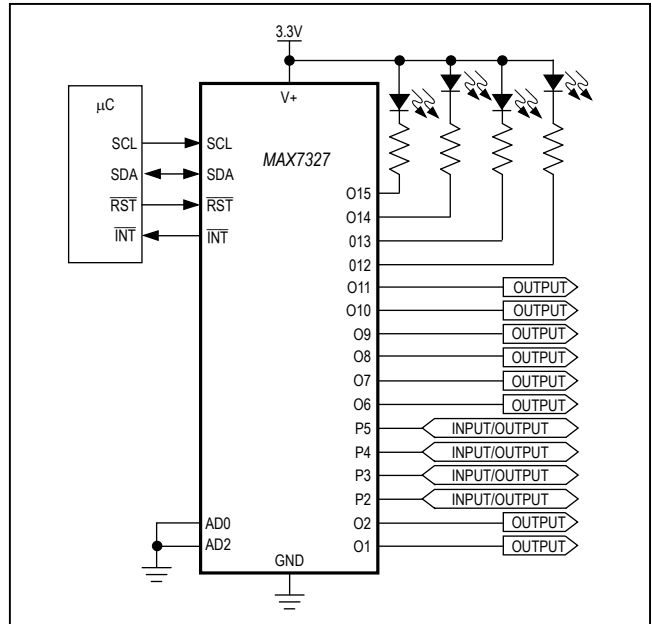 3.3V
V+
µC
SCL
SCL
MAX7327
SDA
SDA
RST
RST
INT
INT
O15
O14
013
012
O11
OUTPUT
O10
OUTPUT
O9
OUTPUT
O8
OUTPUT
O7
OUTPUT
O6
OUTPUT
P5
INPUT/OUTPUT
P4
INPUT/OUTPUT
P3
INPUT/OUTPUT
P2
INPUT/OUTPUT
AD0
O2
OUTPUT
AD2
O1
OUTPUT
GND